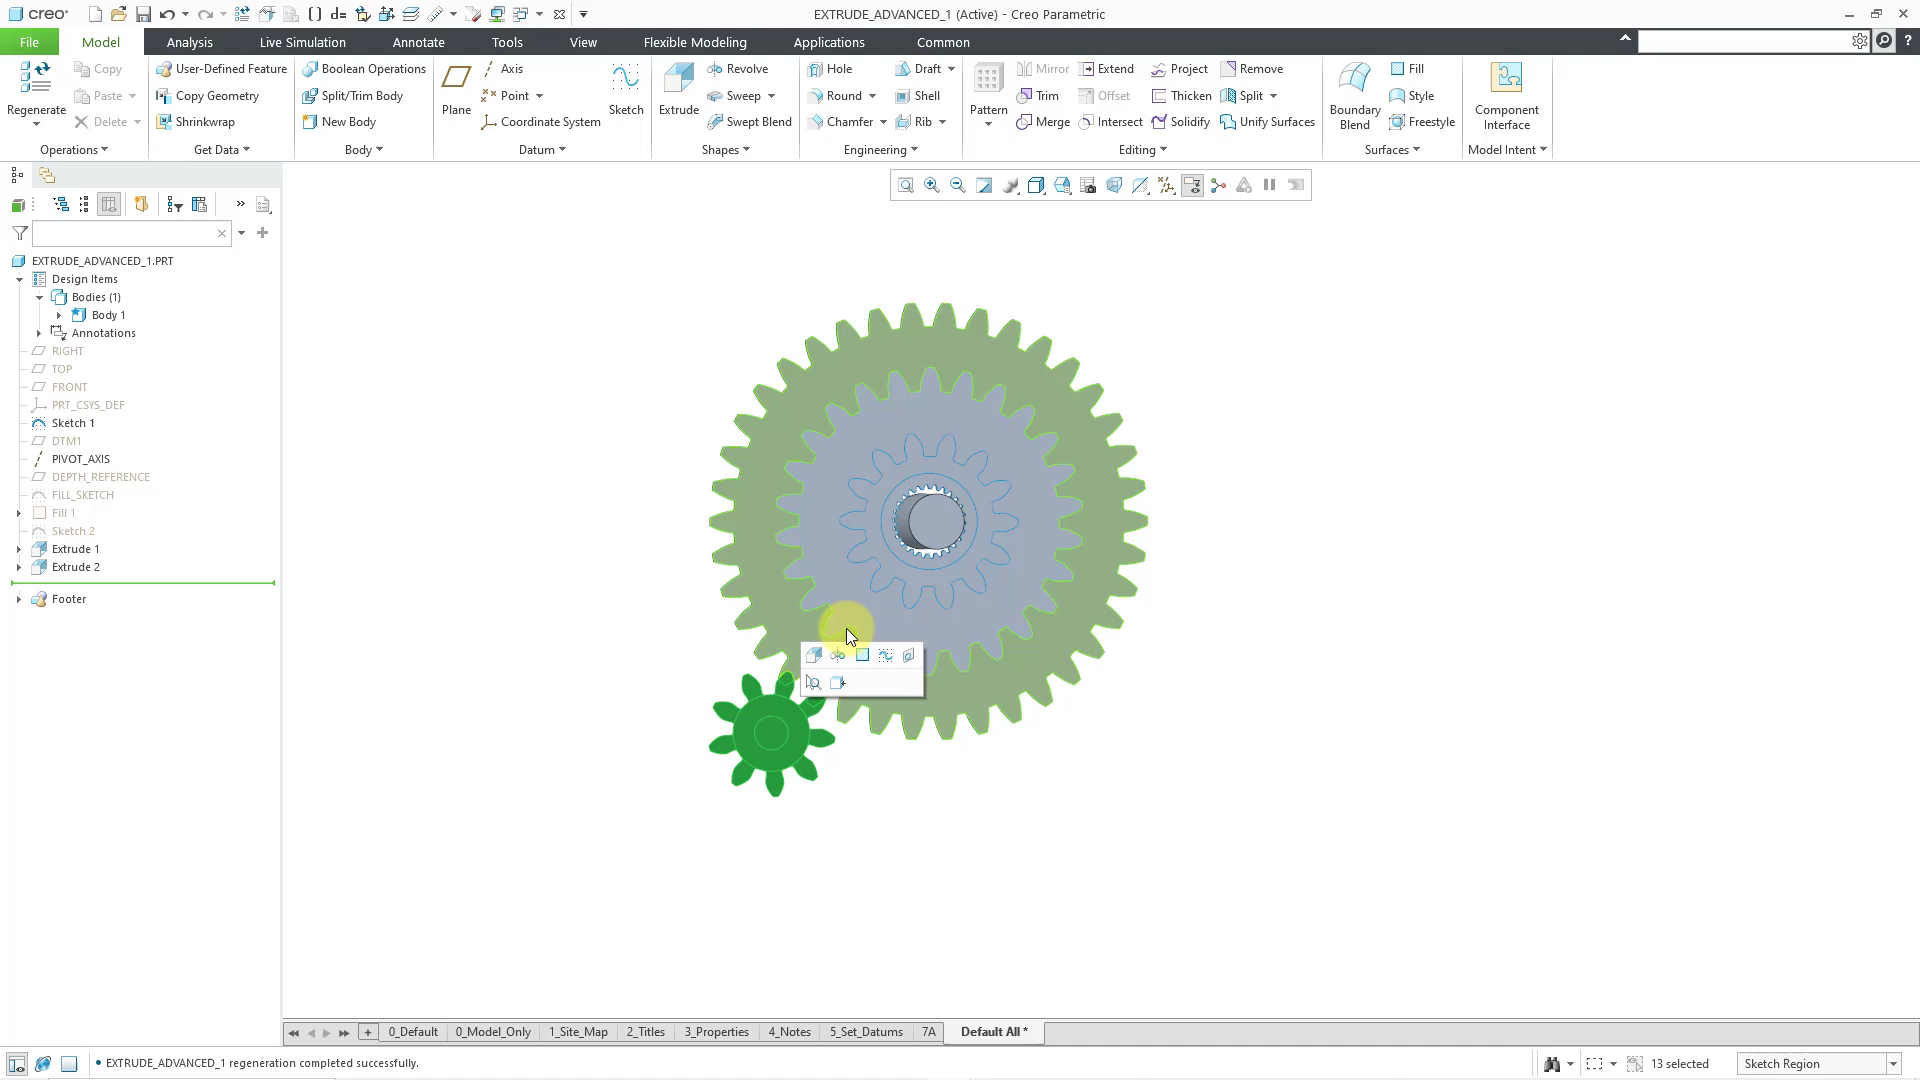 creo
EXTRUDE_ADVANCED_1 (Active) - Creo Parametric
File
Model
Analysis
Live Simulation
Annotate
Tools
View
Flexible Modeling
Applications
Common
Regenerate
Copy
Paste
Delete
Operations
User-Defined Feature
Copy Geometry
Shrinkwrap
Get Data
Boolean Operations
Split/Trim Body
New Body
Body
Plane
Axis
Point
Coordinate System
Sketch
Datum
Extrude
Revolve
Sweep
Swept Blend
Shapes
Hole
Round
Chamfer
Draft
Shell
Rib
Engineering
Pattern
Mirror
Trim
Merge
Extend
Offset
Intersect
Project
Thicken
Solidify
Remove
Split
Unify Surfaces
Editing
Boundary
Blend
Fill
Style
Freestyle
Surfaces
Component
Interface
Model Intent
EXTRUDE_ADVANCED_1.PRT
Design Items
Bodies (1)
Body 1
Annotations
RIGHT
TOP
FRONT
PRT_CSYS_DEF
Sketch 1
DTM1
PIVOT_AXIS
DEPTH_REFERENCE
FILL_SKETCH
Fill 1
Sketch 2
Extrude 1
Extrude 2
Footer
0_Default
0_Model_Only
1_Site_Map
2_Titles
3_Properties
4_Notes
5_Set_Datums
7A
Default All *
• EXTRUDE_ADVANCED_1 regeneration completed successfully.
13 selected
Sketch Region